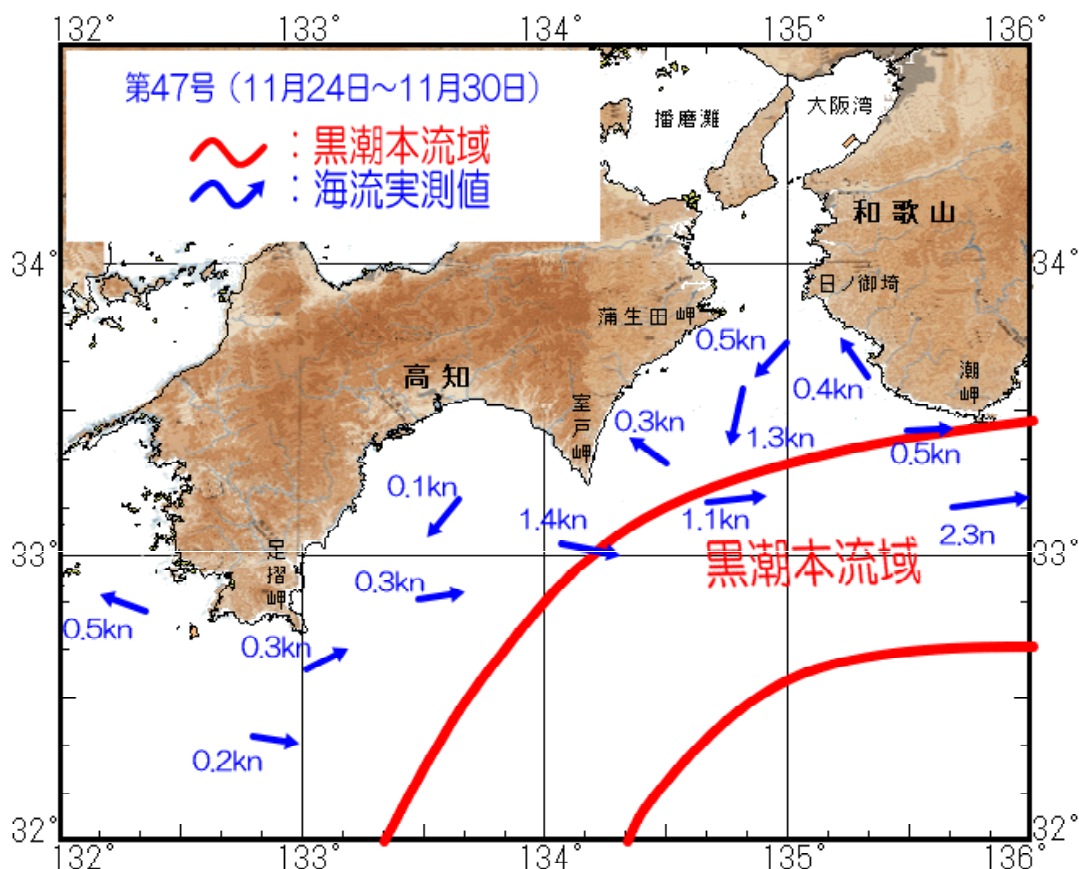 132°
133°
134°
135°
136°
第47号（11月24日～11月30日）
：黒潮本流域
：海流実測値
播磨灘
大阪湾
和歌山
34°
34°
日ノ御埼
蒲生田岬
0.5kn
高知
室戸岬
0.4kn
潮岬
0.3kn
1.3kn
0.5kn
0.1kn
1.4kn
1.1kn
2.3n
33°
33°
足摺岬
黒潮本流域
0.3kn
0.5kn
0.3kn
0.2kn
32°
32°
132°
133°
134°
135°
136°